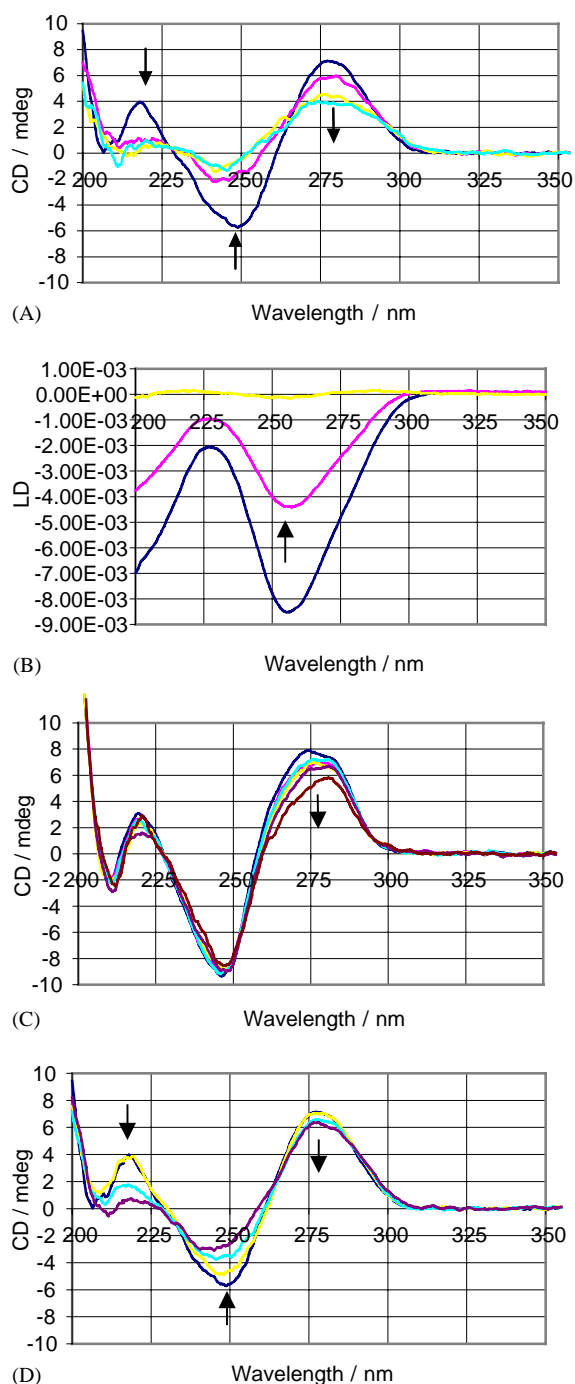 10
8
6
4
2
0
-2
-4
-6
-8
-10
CD / mdeg
200 225 250 275 300 325 350
Wavelength / nm
(A)
1.00E-03
0.00E+00
-1.00E-03
-2.00E-03
-3.00E-03
-4.00E-03
-5.00E-03
-6.00E-03
-7.00E-03
-8.00E-03
-9.00E-03
LD
200 225 250 275 300 325 350
Wavelength / nm
(B)
10
8
6
4
2
0
-2
-4
-6
-8
-10
CD / mdeg
200 225 250 275 300 325 350
Wavelength / nm
(C)
10
8
6
4
2
0
-2
-4
-6
-8
-10
CD / mdeg
200 225 250 275 300 325 350
Wavelength / nm
(D)